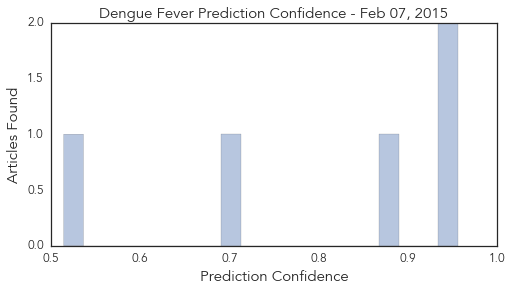 Dengue Fever Prediction Confidence - Feb 07, 2015
Articles Found
2.0
1.5
1.0
0.5
0.0
0.5 0.6 0.7 0.8 0.9 1.0
Prediction Confidence